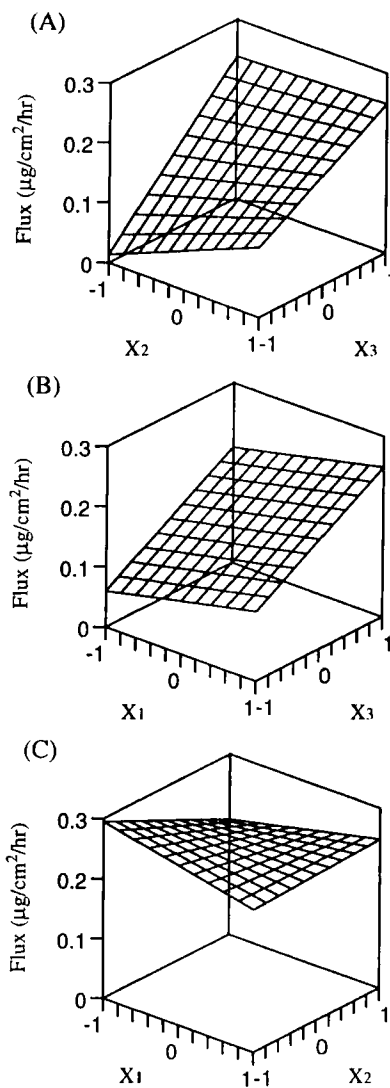 (A)
0.3
0.2
0.1
0
Flux (μg/cm²/hr)
-1
0
1-1
0
1
X2
X3
(B)
0.3
0.2
0.1
0
Flux (μg/cm²/hr)
-1
0
1-1
0
1
X1
X3
(C)
0.3
0.2
0.1
0
Flux (μg/cm²/hr)
-1
0
1-1
0
1
X1
X2